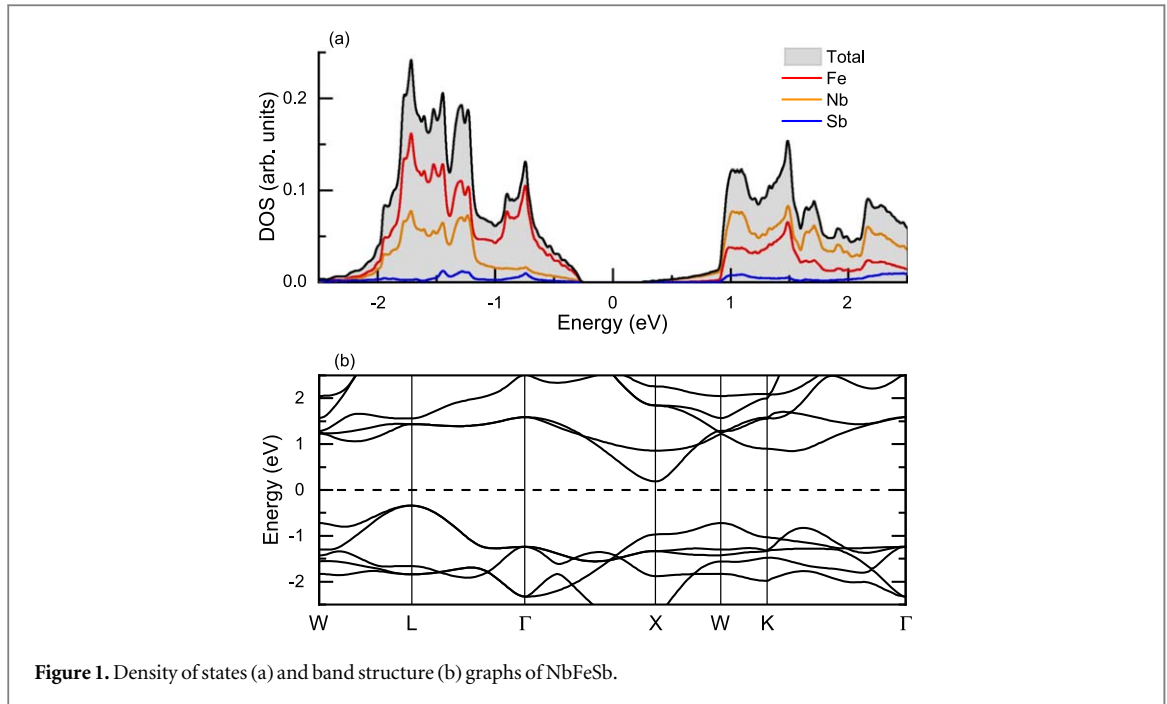 (a)
Total
Fe
Nb
Sb
DOS (arb. units)
0.2
0.1
0.0
-2 -1 0 1 2
Energy (eV)
(b)
Energy (eV)
2
1
0
-1
-2
W L Γ X W K Γ
Figure 1. Density of states (a) and band structure (b) graphs of NbFeSb.